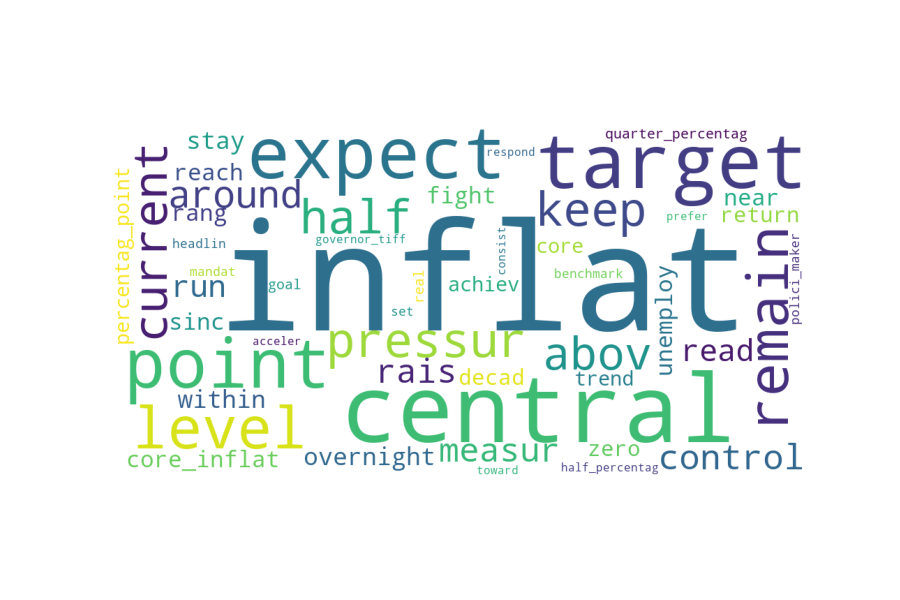 quarter_percentag
stay
expect
respond
target
reach
around
fight
near
rang
half
keep
prefer
return
percentag_point
current
headlin
governor_tiff
inflat
consist
core
remain
polici_maker
mandat
run
goal
real
achiev
benchmark
unemploy
sinc
set
acceler
pressur
point
abov
read
rais
decad
trend
within
central
level
core_inflat
overnight
measur
zero
control
toward
half_percentag